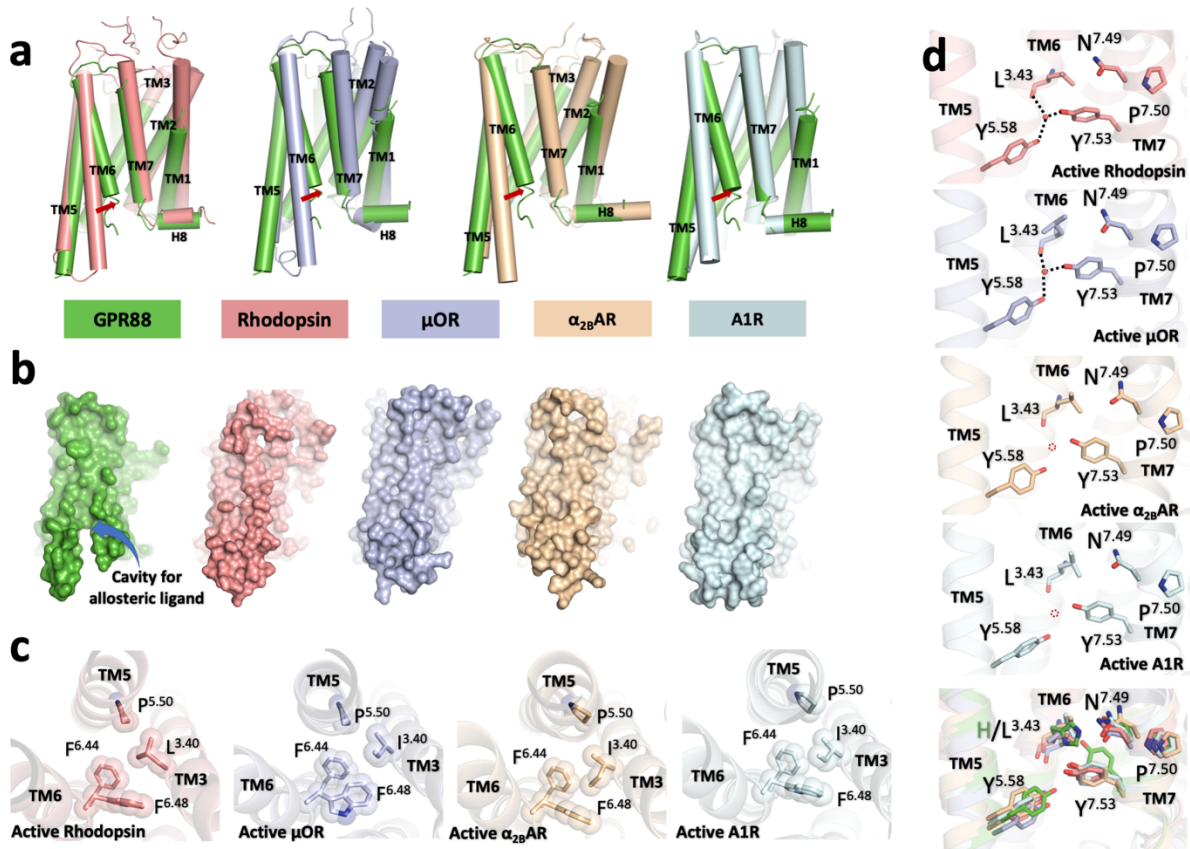 a
TM3
TM2
TM6
TM7
TM1
TM5
H8
TM2
TM6
TM1
TM7
TM5
H8
TM3
TM6
TM2
TM7
TM5
H8
TM6
TM7
TM1
TM5
H8
GPR88
Rhodopsin
μOR
α2BAR
A1R
b
Cavity for
allosteric ligand
c
TM5
P5.50
F6.44
L3.40
TM3
TM6
F6.48
Active Rhodopsin
TM5
P5.50
F6.44
I3.40
TM3
TM6
F6.48
Active μOR
TM5
P5.50
F6.44
I3.40
TM3
TM6
F6.48
Active α2BAR
TM5
P5.50
F6.44
I3.40
TM3
TM6
F6.48
Active A1R
d
TM6
N7.49
L3.43
TM5
P7.50
Y5.58
Y7.53
TM7
Active Rhodopsin
TM6
N7.49
L3.43
TM5
P7.50
Y5.58
Y7.53
TM7
Active μOR
TM6
N7.49
L3.43
TM5
P7.50
Y5.58
Y7.53
TM7
Active α2BAR
TM6
N7.49
L3.43
TM5
P7.50
Y5.58
Y7.53
TM7
Active A1R
TM6
N7.49
H/L3.43
TM5
P7.50
Y5.58
Y7.53
TM7